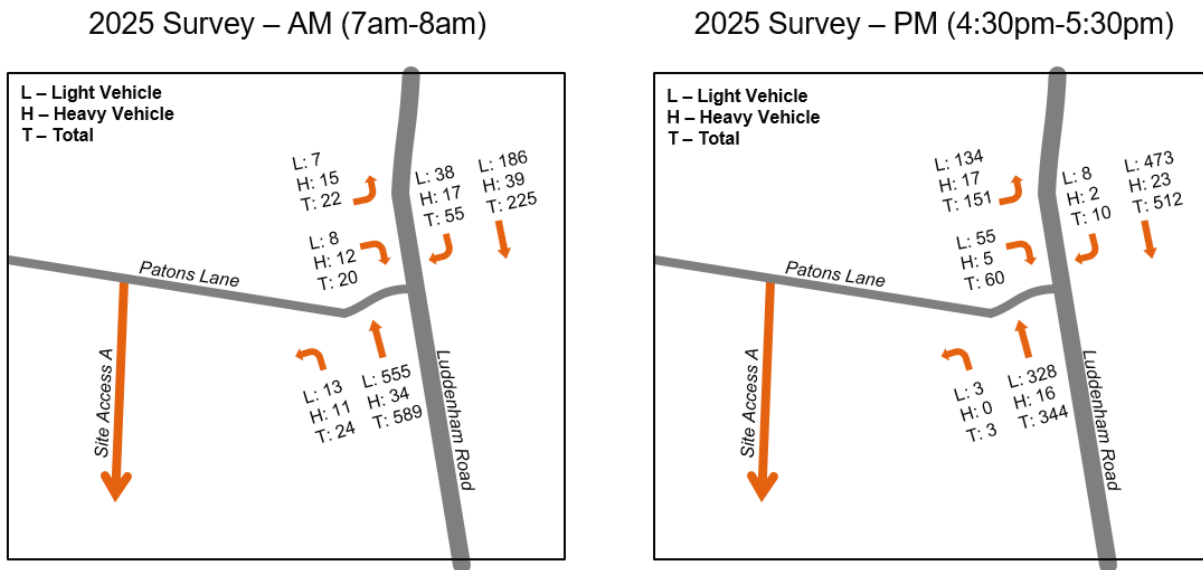 2025 Survey – AM (7am-8am)
L – Light Vehicle
H – Heavy Vehicle
T – Total
L: 7
H: 15
T: 22
L: 38
H: 17
T: 55
L: 186
H: 39
T: 225
L: 8
H: 12
T: 20
Patons Lane
Site Access A
L: 13
H: 11
T: 24
L: 555
H: 34
T: 589
Luddenham Road
2025 Survey – PM (4:30pm-5:30pm)
L – Light Vehicle
H – Heavy Vehicle
T – Total
L: 134
H: 17
T: 151
L: 8
H: 2
T: 10
L: 473
H: 23
T: 512
L: 55
H: 5
T: 60
Patons Lane
Site Access A
L: 3
H: 0
T: 3
L: 328
H: 16
T: 344
Luddenham Road